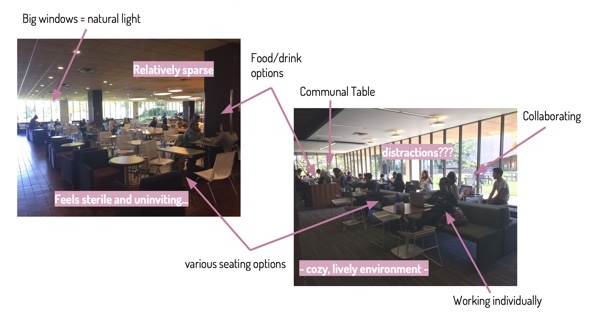 Big windows = natural light
Relatively sparse
Food/drink
options
Communal Table
Collaborating
distractions???
Feels sterile and uninviting...
various seating options
- cozy, lively environment -
Working individually